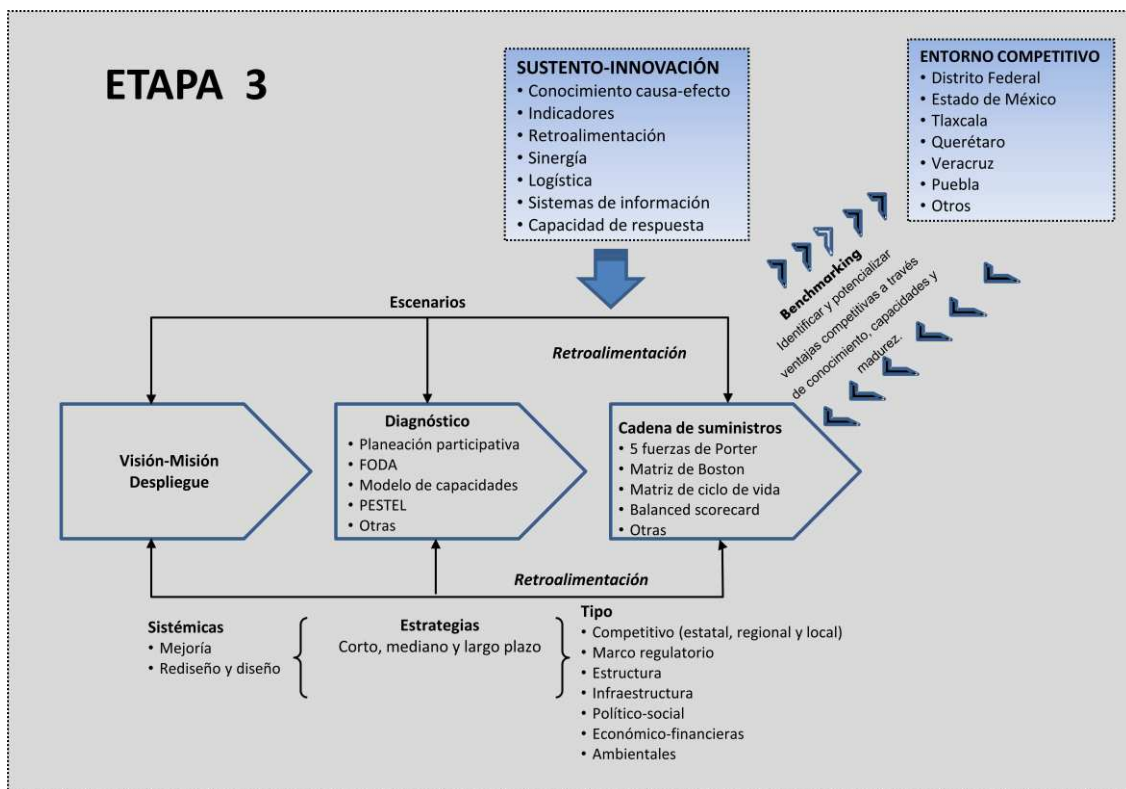 ETAPA 3
SUSTENTO-INNOVACIÓN
• Conocimiento causa-efecto
• Indicadores
• Retroalimentación
• Sinergía
• Logística
• Sistemas de información
• Capacidad de respuesta
ENTORNO COMPETITIVO
• Distrito Federal
• Estado de México
• Tlaxcala
• Querétaro
• Veracruz
• Puebla
• Otros
Benchmarking
Identificar y potencializar
ventajas competitivas a través
de conocimiento, capacidades y
madurez.
Escenarios
Retroalimentación
Visión-Misión
Despliegue
Diagnóstico
• Planeación participativa
• FODA
• Modelo de capacidades
• PESTEL
• Otras
Cadena de suministros
• 5 fuerzas de Porter
• Matriz de Boston
• Matriz de ciclo de vida
• Balanced scorecard
• Otras
Retroalimentación
Sistémicas
• Mejoría
• Rediseño y diseño
Estrategias
Corto, mediano y largo plazo
Tipo
• Competitivo (estatal, regional y local)
• Marco regulatorio
• Estructura
• Infraestructura
• Político-social
• Económico-financieras
• Ambientales